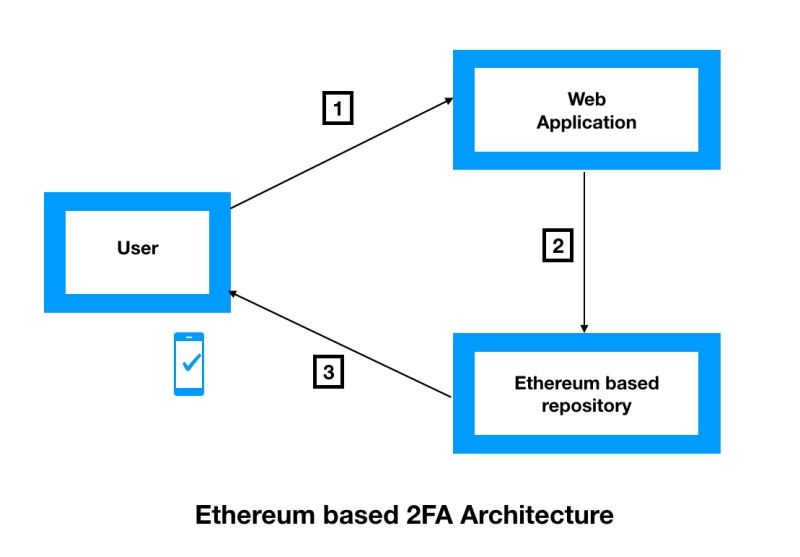 1
Web
Application
User
2
3
Ethereum based
repository
Ethereum based 2FA Architecture